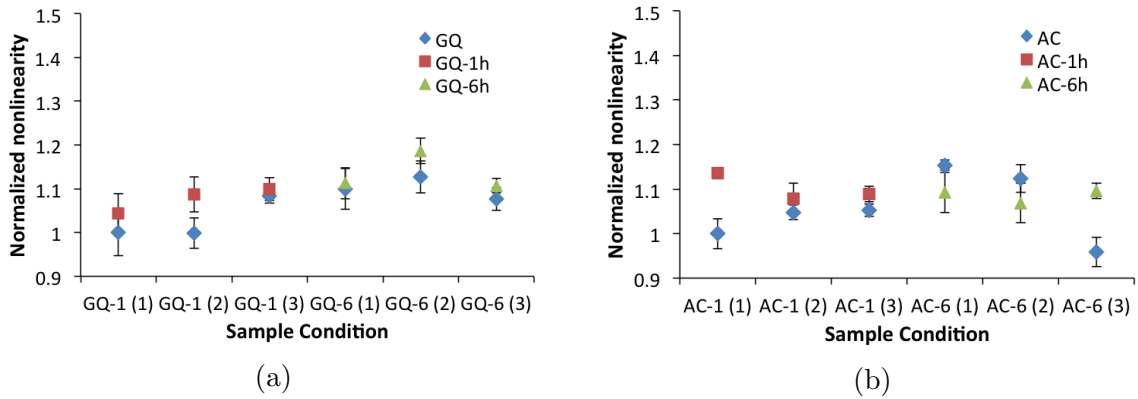 Normalized nonlinearity
1.5
1.4
1.3
1.2
1.1
1
0.9
GQ
GQ-1h
GQ-6h
GQ-1 (1) GQ-1 (2) GQ-1 (3) GQ-6 (1) GQ-6 (2) GQ-6 (3)
Sample Condition
(a)
Normalized nonlinearity
1.5
1.4
1.3
1.2
1.1
1
0.9
AC
AC-1h
AC-6h
AC-1 (1) AC-1 (2) AC-1 (3) AC-6 (1) AC-6 (2) AC-6 (3)
Sample Condition
(b)